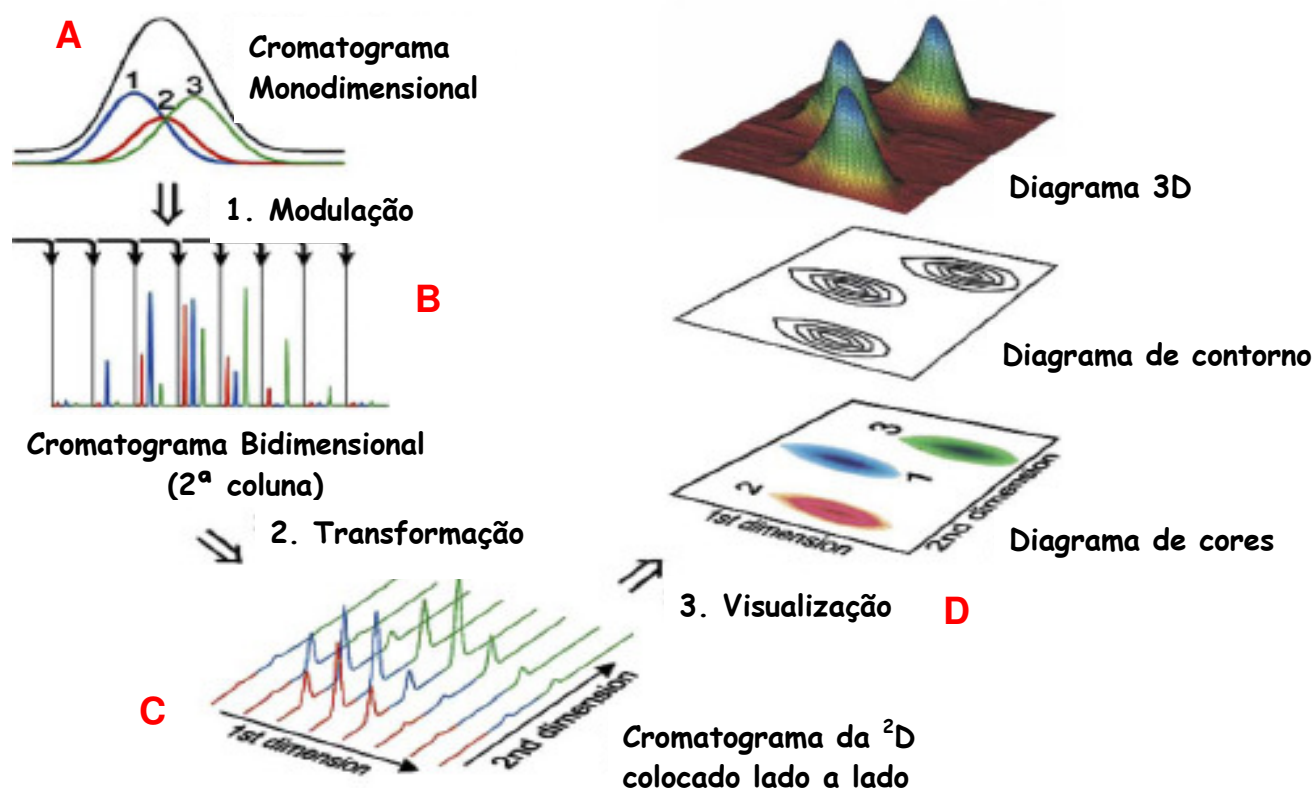 A
Cromatograma
Monodimensional
1
2
3
1. Modulação
B
Cromatograma Bidimensional
(2ª coluna)
2. Transformação
C
1st dimension
2nd dimension
Cromatograma da ²D
colocado lado a lado
3. Visualização
D
Diagrama 3D
Diagrama de contorno
3
1
2
1st dimension
2nd dimension
Diagrama de cores